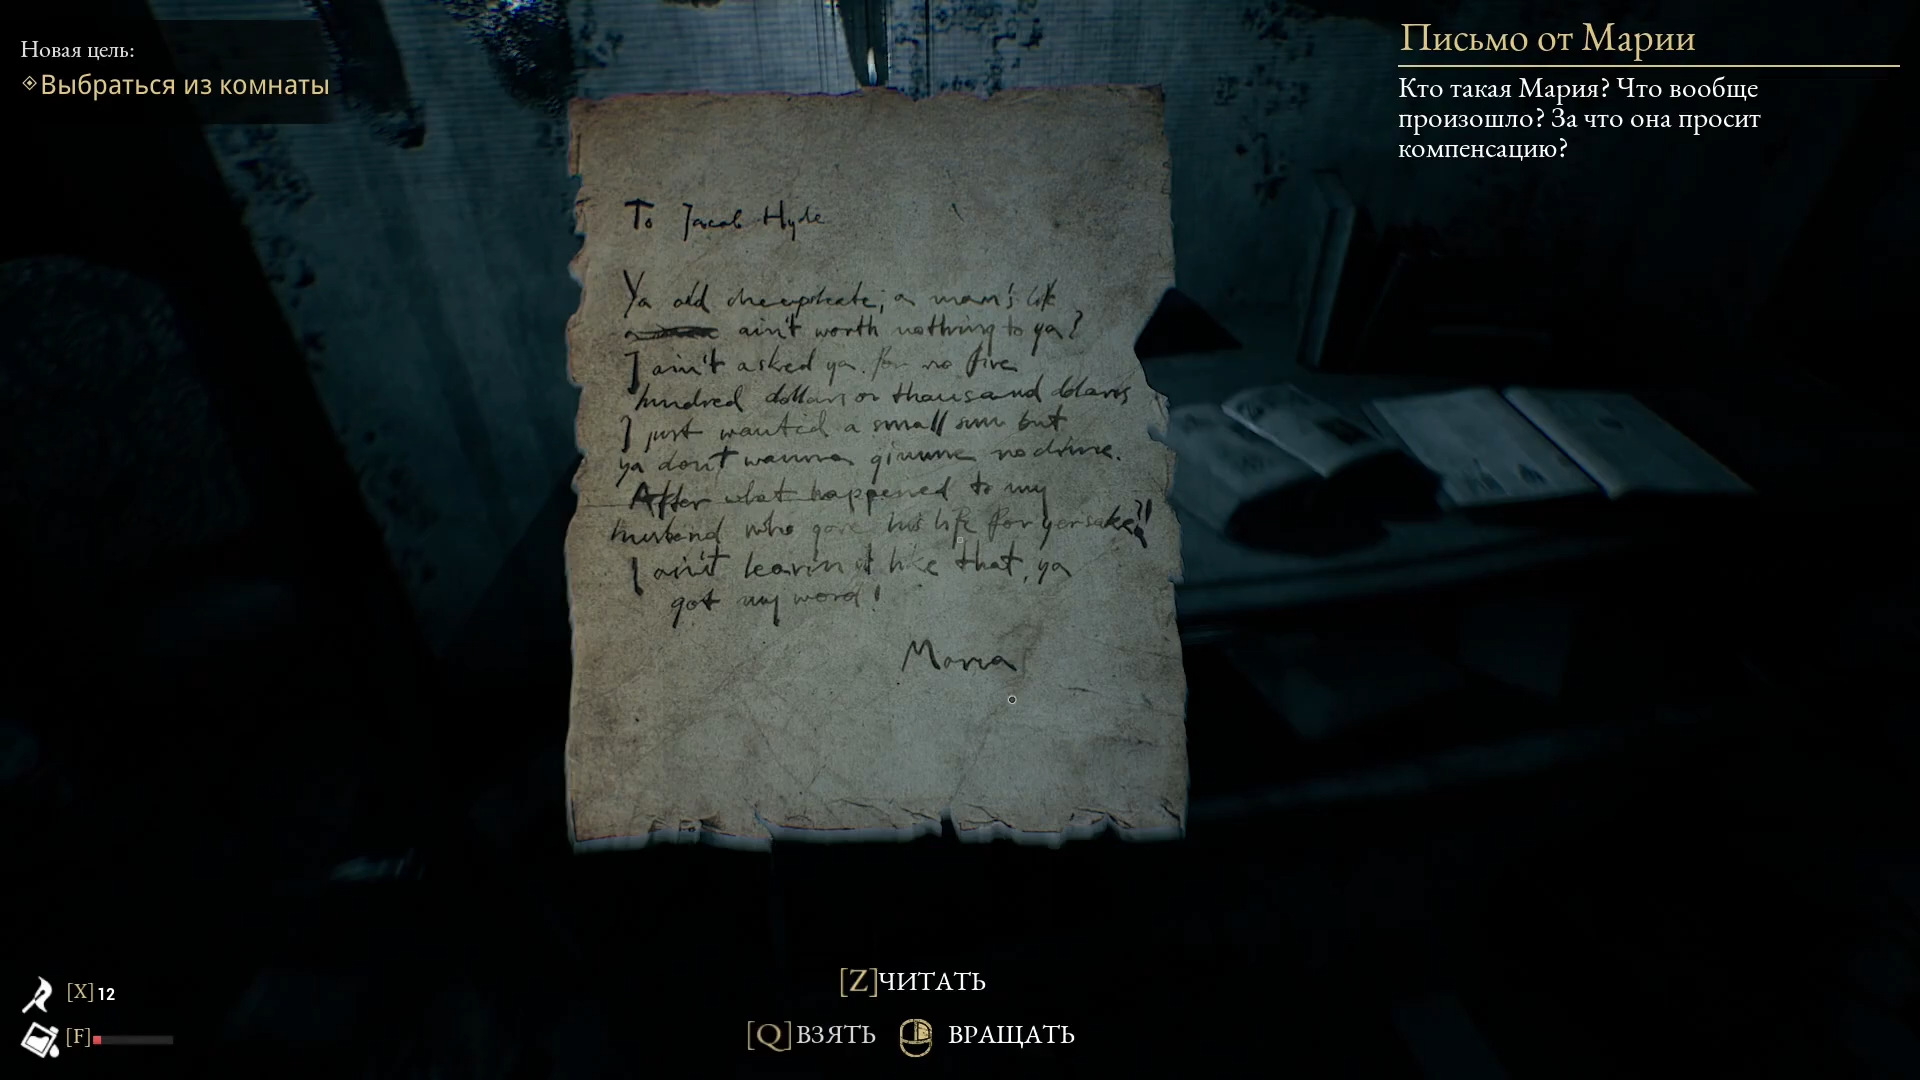 Новая цель:
Выбраться из комнаты
Письмо от Марии
Кто такая Мария? Что вообще
произошло? За что она просит
компенсацию?
To Jacob Hyde
Ya old cheapskate, a man's life
ain't worth nothing to ya?
I ain't asked ya for no five
hundred dollars or thousand dollars
I just wanted a small sum but
ya don't wanna gimme no dime.
After what happened to my
husband who gave his life for yer sake?!
I ain't leavin it like that, ya
got my word!
Maria
[Z]ЧИТАТЬ
[Q]ВЗЯТЬ ВРАЩАТЬ
[X] 12
[F]